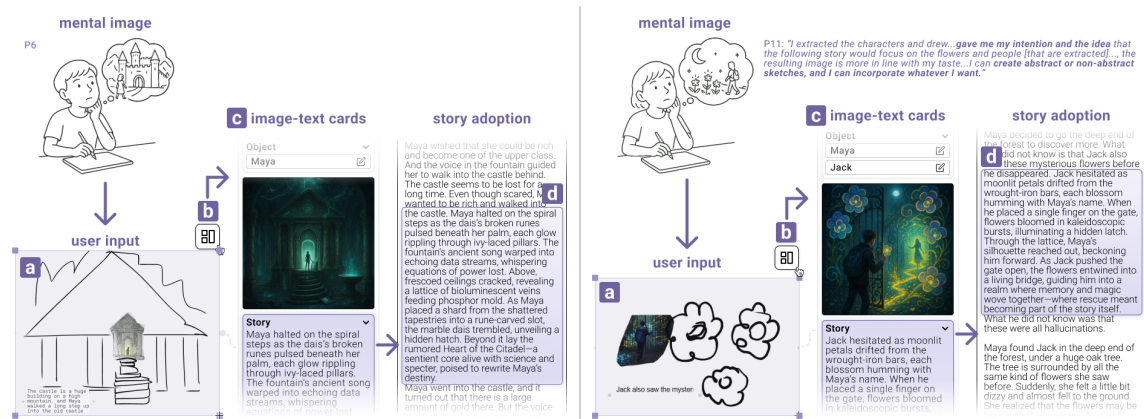 mental image
P6
c image-text cards
story adoption
Object
Maya
b
user input
a
The castle is a huge
building on a high
mountain, and Maya
walked a long step up
into the old castle
Story
Maya halted on the spiral
steps as the dais's broken
runes pulsed beneath her
palm, each glow rippling
through ivy-laced pillars.
The fountain's ancient song
warped into echoing data
streams, whispering
equations of power lost
Maya wished that she could be rich
and become one of the upper class.
And the voice in the fountain guided
her to walk into the castle behind.
The castle seems to be lost for a
long time. Even though scared,
wanted to be rich and walked into
d
the castle. Maya halted on the spiral
steps as the dais's broken runes
pulsed beneath her palm, each glow
rippling through ivy-laced pillars. The
fountain's ancient song warped into
echoing data streams, whispering
equations of power lost. Above,
frescoed ceilings cracked, revealing
a lattice of bioluminescent veins
feeding phosphor mold. As Maya
placed a shard from the shattered
tapestries into a rune-carved slot,
the marble dais trembled, unveiling a
hidden hatch. Beyond it lay the
rumored Heart of the Citadel—a
sentient core alive with science and
specter, poised to rewrite Maya's
destiny.
Maya went into the castle, and it
turned out that there is a large
amount of gold there. But the voice
mental image
P11: "I extracted the characters and drew...gave me my intention and the idea that
the following story would focus on the flowers and people [that are extracted]..., the
resulting image is more in line with my taste...I can create abstract or non-abstract
sketches, and I can incorporate whatever I want."
c image-text cards
story adoption
Object
Maya
Jack
b
user input
a
Jack also saw the myster
Story
Jack hesitated as moonlit
petals drifted from the
wrought-iron bars, each
blossom humming with
Maya's name. When he
placed a single finger on
the gate, flowers bloomed
in kaleidoscopic bursts,
Maya decided to go the deep end of
the forest to discover more. What
did not know is that Jack also
d
these mysterious flowers before
he disappeared. Jack hesitated as
moonlit petals drifted from the
wrought-iron bars, each blossom
humming with Maya's name. When
he placed a single finger on the gate,
flowers bloomed in kaleidoscopic
bursts, illuminating a hidden latch.
Through the lattice, Maya's
silhouette reached out, beckoning
him forward. As Jack pushed the
gate open, the flowers entwined into
a living bridge, guiding him into a
realm where memory and magic
wove together—where rescue meant
becoming part of the story itself.
What he did not know was that
these were all hallucinations.
Maya found Jack in the deep end of
the forest, under a huge oak tree.
The tree is surrounded by all the
same kind of flowers she saw
before. Suddenly, she felt a little bit
dizzy and almost fell to the ground.
She realized that the flowers may be